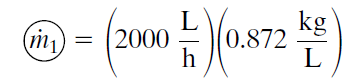 ṁ₁ = (2000 L/h)(0.872 kg/L)